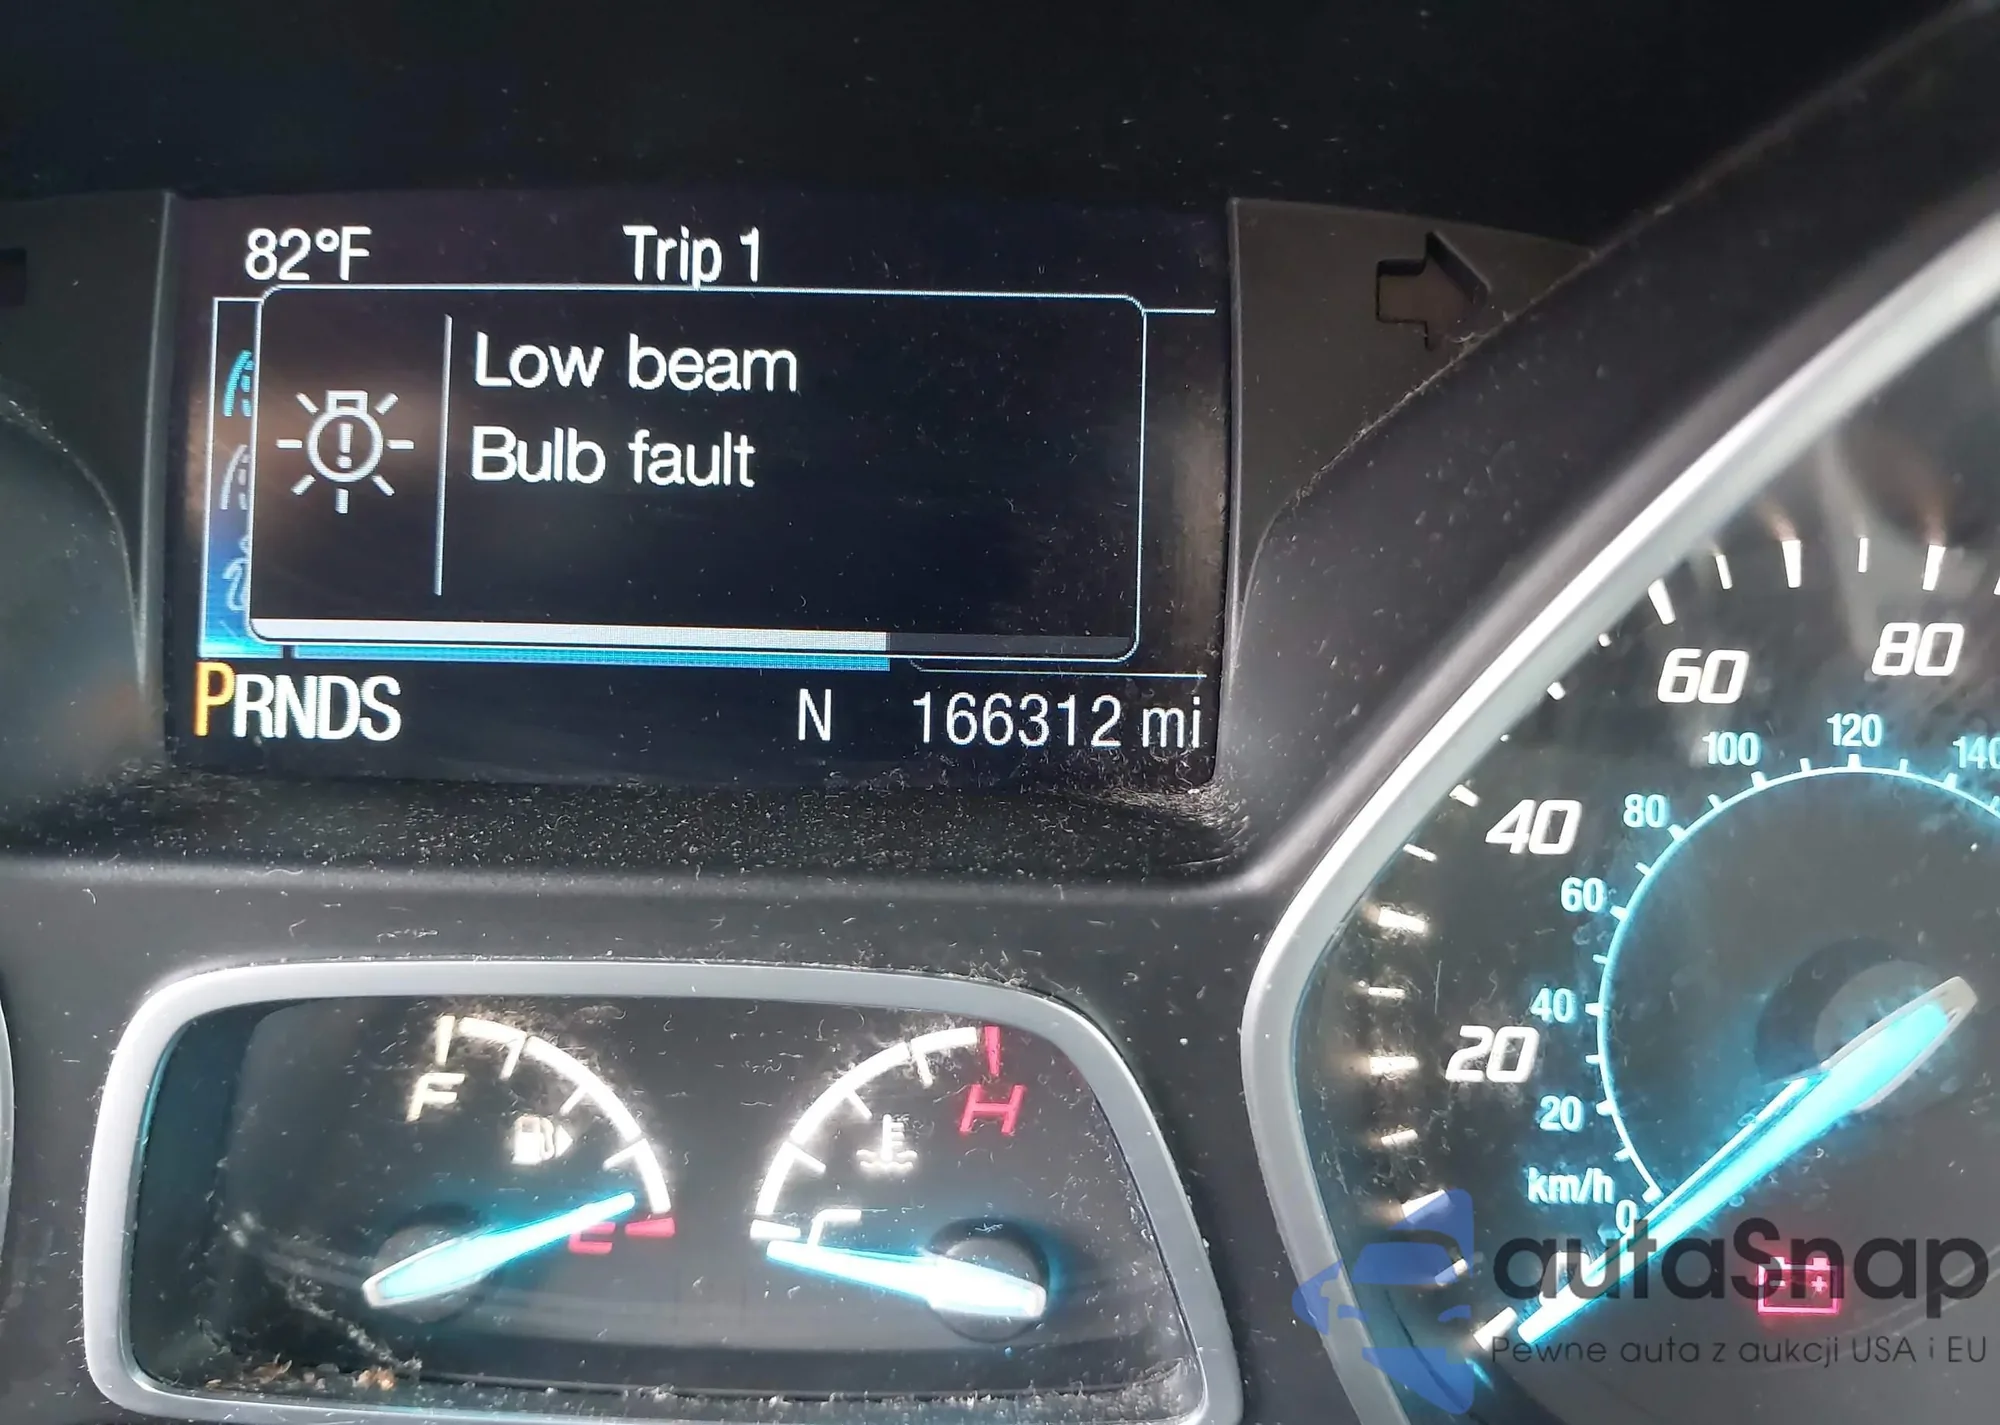 82°F Trip 1
Low beam
Bulb fault
PRNDS N 166312 mi
60 80
100 120 140
40 80
60
40
20
20
km/h
0
F H
E C
autaSnap
Pewne auta z aukcji USA i EU